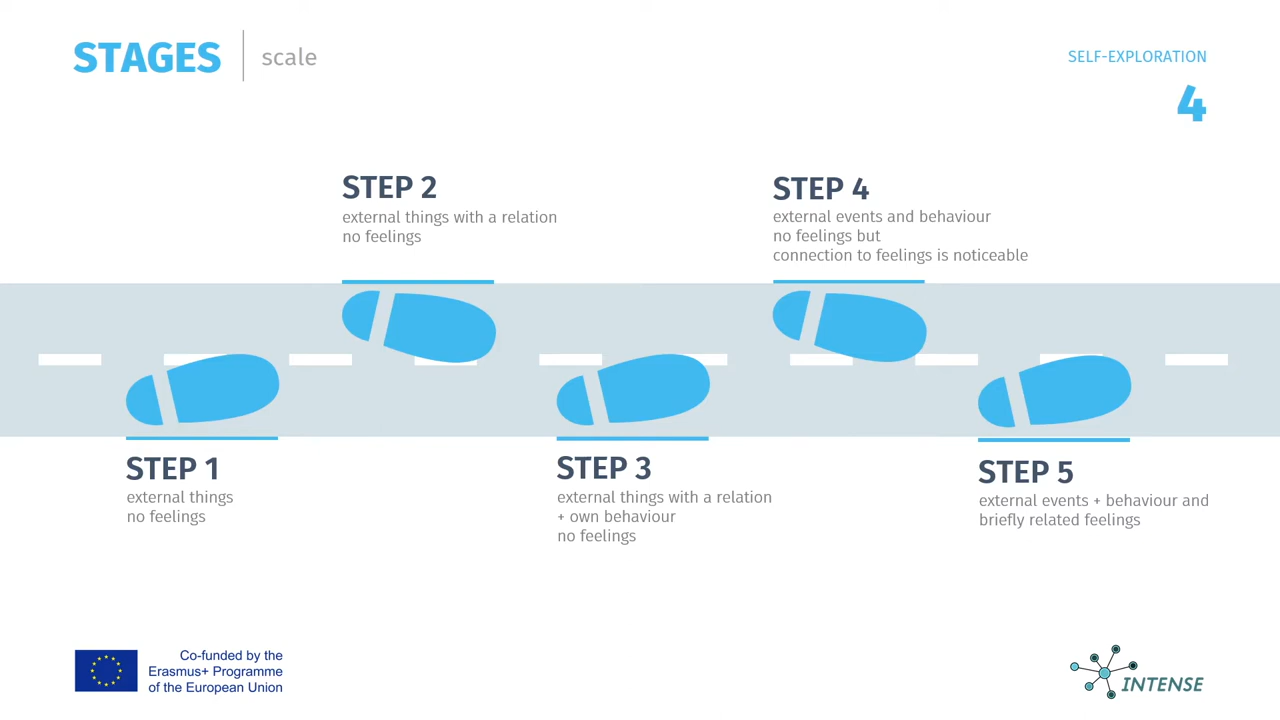 STAGES
scale
SELF-EXPLORATION
4
STEP 2
external things with a relation
no feelings
STEP 4
external events and behaviour
no feelings but
connection to feelings is noticeable
STEP 1
external things
no feelings
STEP 3
external things with a relation
+ own behaviour
no feelings
STEP 5
external events + behaviour and
briefly related feelings
Co-funded by the
Erasmus+ Programme
of the European Union
INTENSE